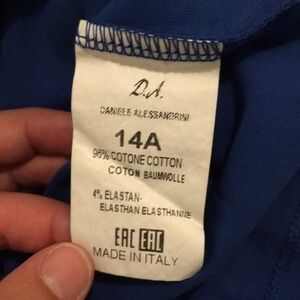 D.A.
DANIELE ALESSANDRINI
14A
96% COTONE COTTON
COTON BAUMWOLLE
4% ELASTAN-
ELASTHAN ELASTHANNE
EAC EAC
MADE IN ITALY